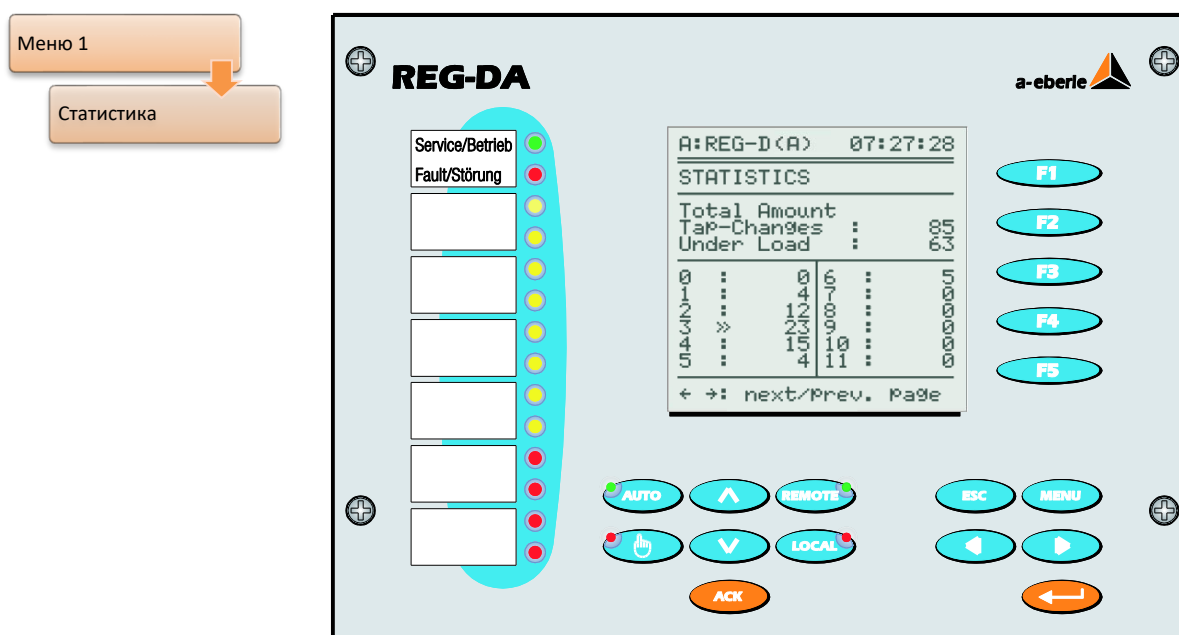 Меню 1
Статистика
REG-DA
a-eberle
Service/Betrieb
Fault/Störung
A:REG-D(A) 07:27:28
STATISTICS
Total Amount
Tap-Changes : 85
Under Load : 63
0 : 0 6 : 5
1 : 4 7 : 0
2 : 12 8 : 0
3 » 23 9 : 0
4 : 15 10 : 0
5 : 4 11 : 0
← →: next/prev. page
F1
F2
F3
F4
F5
AUTO REMOTE ESC MENU
LOCAL
ACK